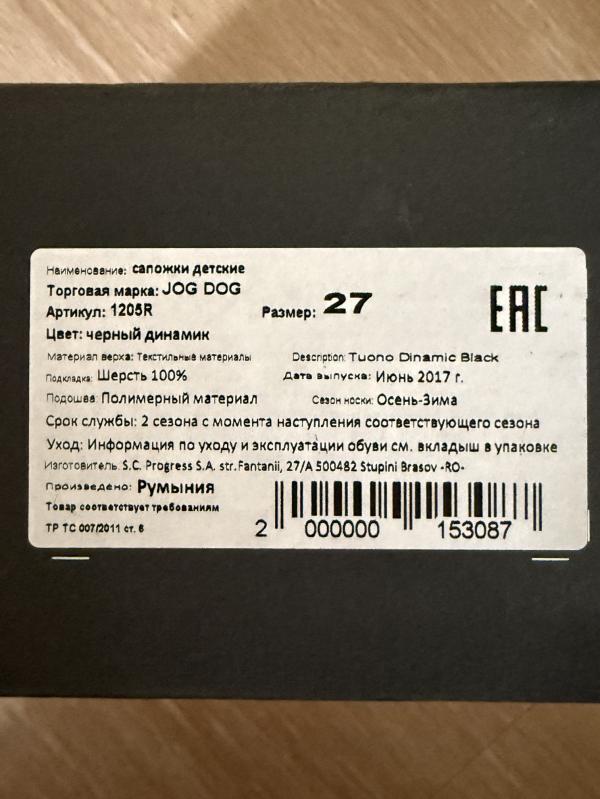 Наименование: сапожки детские
Торговая марка: JOG DOG
Артикул: 1205R
Размер: 27
EAC
Цвет: черный динамик
Материал верха: Текстильные материалы
Description: Tuono Dinamic Black
Подкладка: Шерсть 100%
Дата выпуска: Июнь 2017 г.
Подошва: Полимерный материал
Сезон носки: Осень-Зима
Срок службы: 2 сезона с момента наступления соответствующего сезона
Уход: Информация по уходу и эксплуатации обуви см. вкладыш в упаковке
Изготовитель: S.C. Progress S.A. str.Fantanii, 27/A 500482 Stupini Brasov -RO-
Произведено: Румыния
Товар соответствует требованиям
ТР ТС 007/2011 ст. 6
2 000000 153087